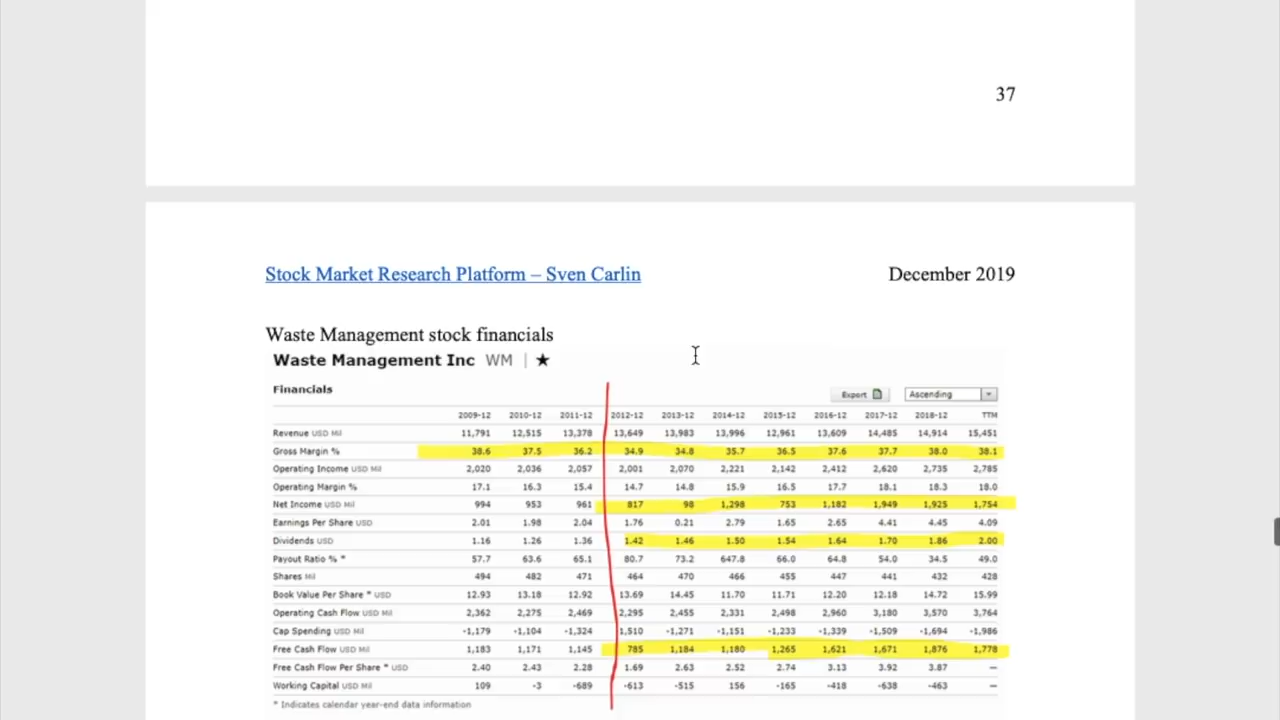 37
Stock Market Research Platform – Sven Carlin December 2019
Waste Management stock financials
Waste Management Inc WM | ★
Financials
Export Ascending
2009-12 2010-12 2011-12 2012-12 2013-12 2014-12 2015-12 2016-12 2017-12 2018-12 TTM
Revenue USD Mil 11,791 12,515 13,378 13,649 13,983 13,996 12,961 13,609 14,485 14,914 15,451
Gross Margin % 38.6 37.5 36.2 34.9 34.8 35.7 36.5 37.6 37.7 38.0 38.1
Operating Income USD Mil 2,020 2,036 2,057 2,001 2,070 2,221 2,142 2,412 2,620 2,735 2,785
Operating Margin % 17.1 16.3 15.4 14.7 14.8 15.9 16.5 17.7 18.1 18.3 18.0
Net Income USD Mil 994 953 961 817 98 1,298 753 1,182 1,949 1,925 1,754
Earnings Per Share USD 2.01 1.98 2.04 1.76 0.21 2.79 1.65 2.65 4.41 4.45 4.09
Dividends USD 1.16 1.26 1.36 1.42 1.46 1.50 1.54 1.64 1.70 1.86 2.00
Payout Ratio % * 57.7 63.6 65.1 80.7 73.2 647.8 66.0 64.8 54.0 34.5 49.0
Shares Mil 494 482 471 464 470 466 455 447 441 432 428
Book Value Per Share * USD 12.93 13.18 12.92 13.69 14.45 11.70 11.71 12.20 12.18 14.72 15.99
Operating Cash Flow USD Mil 2,362 2,275 2,469 2,295 2,455 2,331 2,498 2,960 3,180 3,570 3,764
Cap Spending USD Mil -1,179 -1,104 -1,324 1,510 -1,271 -1,151 -1,233 -1,339 -1,509 -1,694 -1,986
Free Cash Flow USD Mil 1,183 1,171 1,145 785 1,184 1,180 1,265 1,621 1,671 1,876 1,778
Free Cash Flow Per Share * USD 2.40 2.43 2.28 1.69 2.63 2.52 2.74 3.13 3.92 3.87 —
Working Capital USD Mil 109 -3 -689 -613 -515 156 -165 -418 -638 -463 —
* Indicates calendar year-end data information